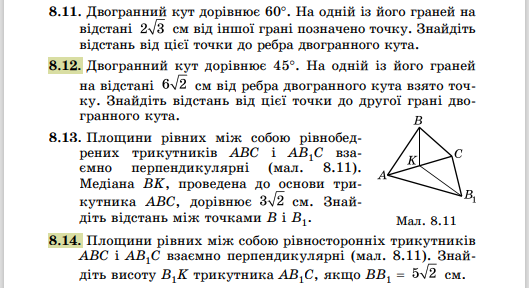 8.11. Двогранний кут дорівнює 60°. На одній із його граней на
відстані 2√3 см від іншої грані позначено точку. Знайдіть
відстань від цієї точки до ребра двогранного кута.
8.12. Двогранний кут дорівнює 45°. На одній із його граней
на відстані 6√2 см від ребра двогранного кута взято точ-
ку. Знайдіть відстань від цієї точки до другої грані дво-
гранного кута.
8.13. Площини рівних між собою рівнобед-
рених трикутників ABC і AB₁C вза-
ємно перпендикулярні (мал. 8.11).
Медіана BK, проведена до основи три-
кутника ABC, дорівнює 3√2 см. Знай-
діть відстань між точками B і B₁.
B
C
K
A
B₁
Мал. 8.11
8.14. Площини рівних між собою рівносторонніх трикутників
ABC і AB₁C взаємно перпендикулярні (мал. 8.11). Знай-
діть висоту B₁K трикутника AB₁C, якщо BB₁ = 5√2 см.